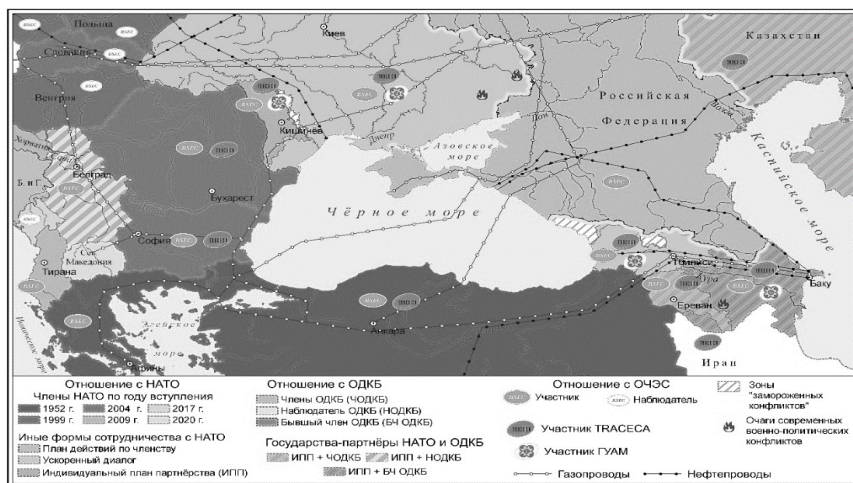 Киев
Польша
Словакия
Казахстан
Венгрия
Российская
Федерация
Кишинёв
Днепр
Дон
Азовское
море
Каспийское море
Белград
Б. и Г.
Бухарест
Чёрное море
София
Сев.
Македония
Тирана
Тбилиси
Кура
Баку
Ереван
Анкара
Эгейское
море
Ионическое море
Афины
Иран
Отношение с НАТО
Члены НАТО по году вступления
1952 г. 2004 г. 2017 г.
1999 г. 2009 г. 2020 г.
Иные формы сотрудничества с НАТО
План действий по членству
Ускоренный диалог
Индивидуальный план партнёрства (ИПП)
Отношение с ОДКБ
Члены ОДКБ (ЧОДКБ)
Наблюдатель ОДКБ (НОДКБ)
Бывший член ОДКБ (БЧ ОДКБ)
Государства-партнёры НАТО и ОДКБ
ИПП + ЧОДКБ ИПП + НОДКБ
ИПП + БЧ ОДКБ
Отношение с ОЧЭС
Участник Наблюдатель
Участник TRACECA
Участник ГУАМ
Зоны
"замороженных
конфликтов"
Очаги современных
военно-политических
конфликтов
Газопроводы Нефтепроводы